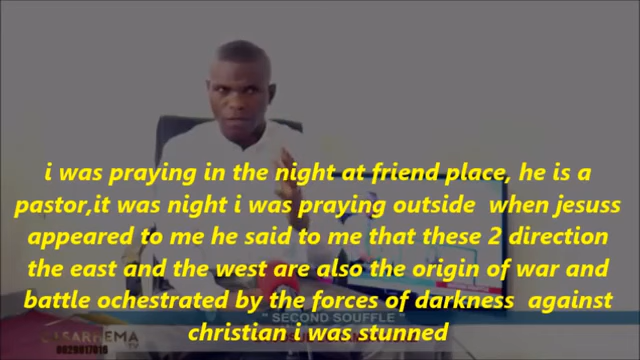 i was praying in the night at friend place, he is a
pastor,it was night i was praying outside when jesuss
appeared to me he said to me that these 2 direction
the east and the west are also the origin of war and
battle ochestrated by the forces of darkness against
" SECOND SOUFFLE "
christian i was stunned